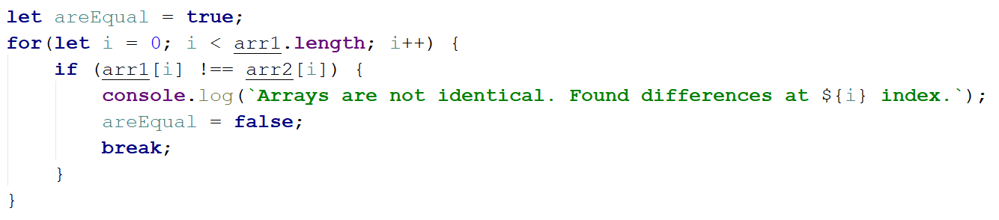 let areEqual = true;
for(let i = 0; i < arr1.length; i++) {
    if (arr1[i] !== arr2[i]) {
        console.log(`Arrays are not identical. Found differences at ${i} index.`);
        areEqual = false;
        break;
    }
}